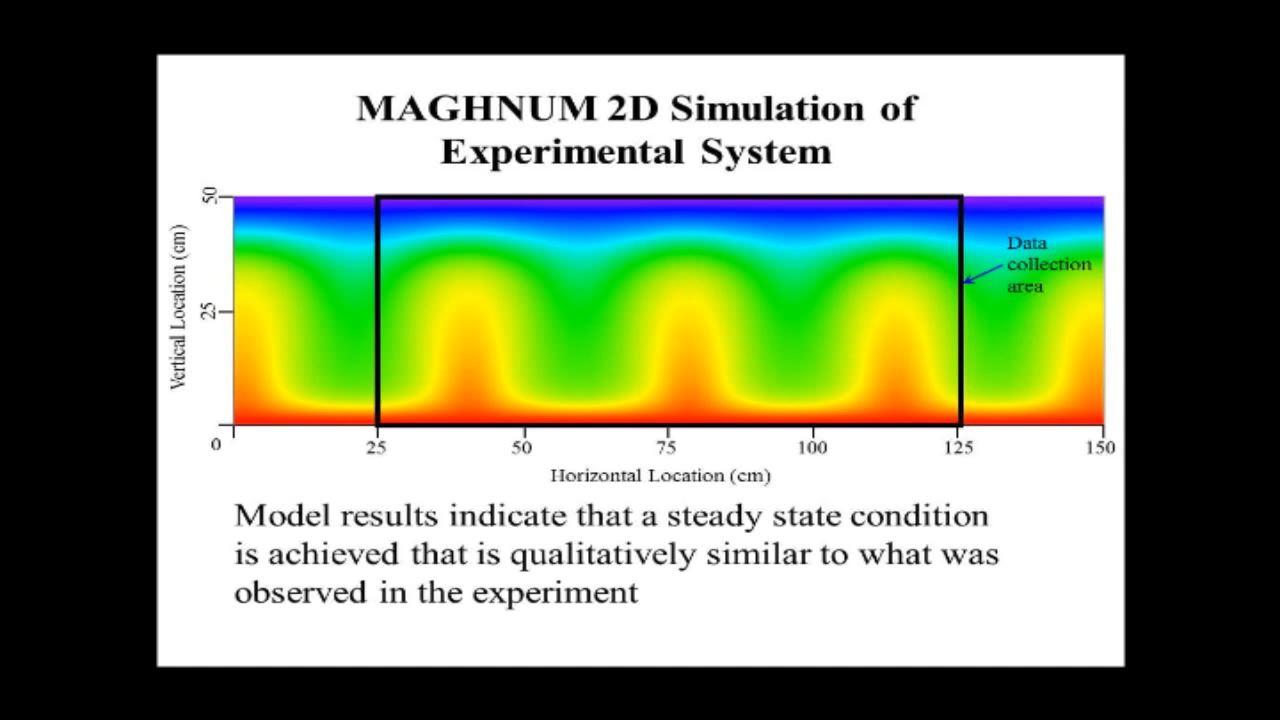 MAGHNUM 2D Simulation of
Experimental System
50
25
0
Vertical Location (cm)
Data
collection
area
25
50
75
100
125
150
Horizontal Location (cm)
Model results indicate that a steady state condition
is achieved that is qualitatively similar to what was
observed in the experiment